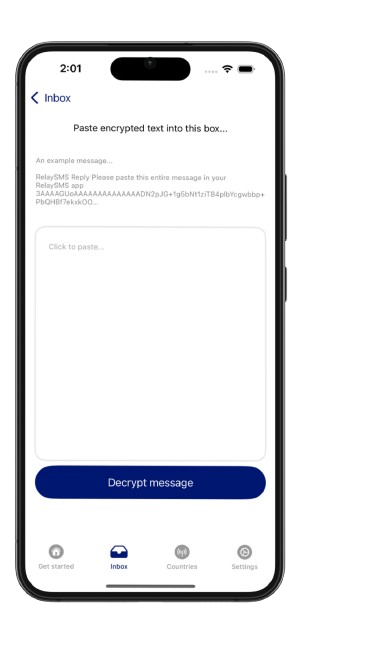 2:01
Inbox
Paste encrypted text into this box...
An example message...
RelaySMS Reply Please paste this entire message in your
RelaySMS app
3AAAAGUoAAAAAAAAAAAAAADN2pJG+1g5bNt1ziT84plbYcgwbbp+
PbQHBf7ekxkOO...
Click to paste...
Decrypt message
Get started
Inbox
Countries
Settings